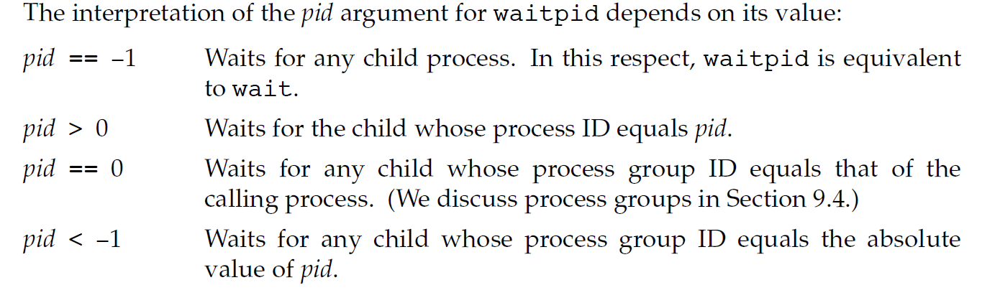 The interpretation of the pid argument for waitpid depends on its value:
pid == –1 Waits for any child process. In this respect, waitpid is equivalent
to wait.
pid > 0 Waits for the child whose process ID equals pid.
pid == 0 Waits for any child whose process group ID equals that of the
calling process. (We discuss process groups in Section 9.4.)
pid < –1 Waits for any child whose process group ID equals the absolute
value of pid.